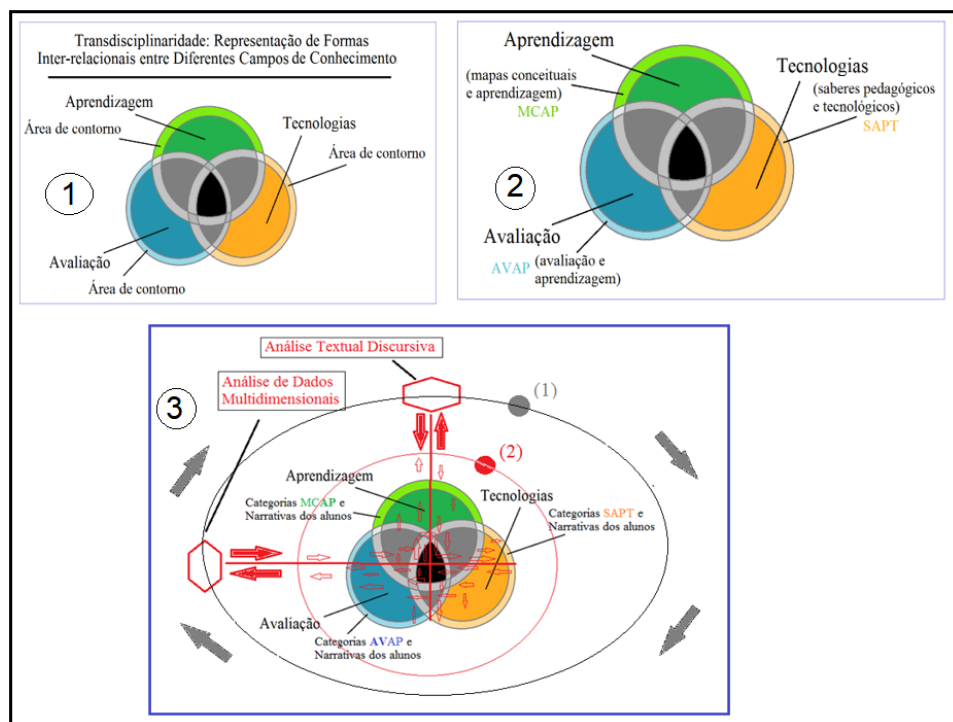 Transdisciplinaridade: Representação de Formas
Inter-relacionais entre Diferentes Campos de Conhecimento
Aprendizagem
Área de contorno
Tecnologias
Área de contorno
1
Avaliação
Área de contorno
2
Aprendizagem
(mapas conceituais
e aprendizagem)
MCAP
Tecnologias
(saberes pedagógicos
e tecnológicos)
SAPT
Avaliação
AVAP (avaliação e
aprendizagem)
3
Análise Textual Discursiva
Análise de Dados
Multidimensionais
(1)
(2)
Aprendizagem
Categorias MCAP e
Narrativas dos alunos
Tecnologias
Categorias SAPT e
Narrativas dos alunos
Avaliação
Categorias AVAP e
Narrativas dos alunos